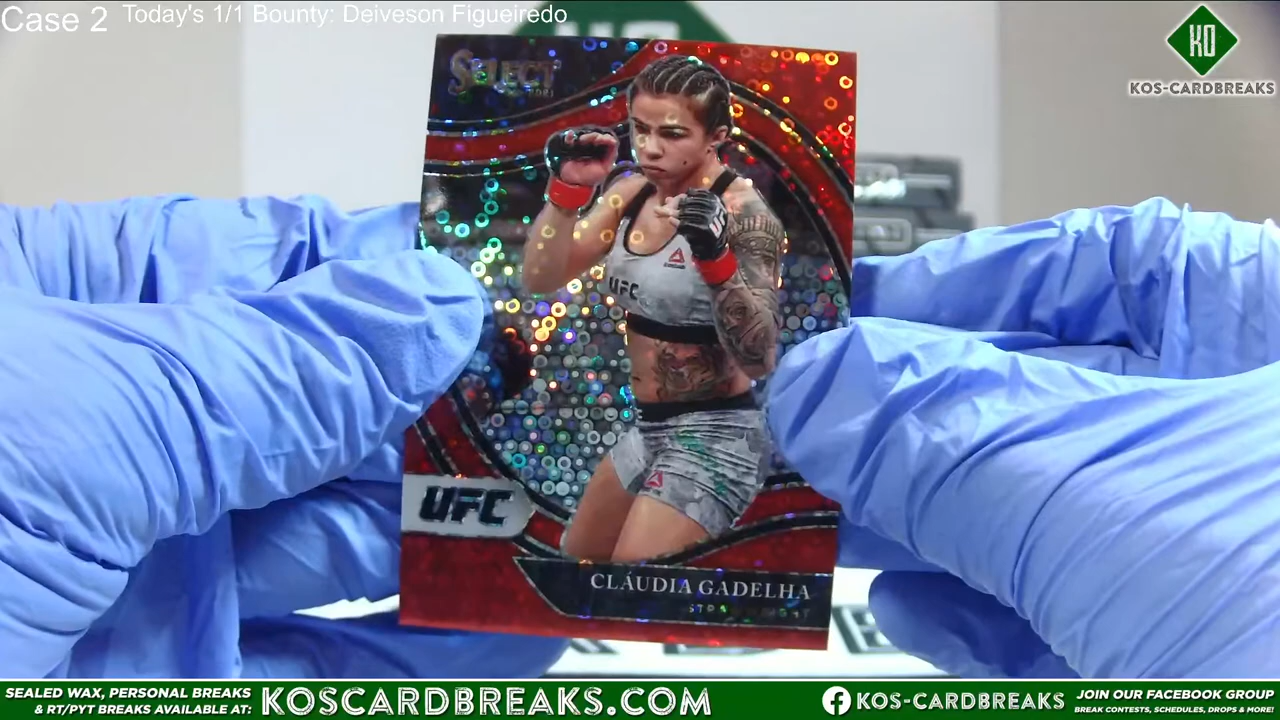 Case 2
Today's 1/1 Bounty: Deiveson Figueiredo
KO
KOS-CARDBREAKS
SELECT
UFC
UFC
UFC
CLÁUDIA GADELHA
STRAWWEIGHT
SEALED WAX, PERSONAL BREAKS
& RT/PYT BREAKS AVAILABLE AT:
KOSCARDBREAKS.COM
KOS-CARDBREAKS
JOIN OUR FACEBOOK GROUP
BREAK CONTESTS, SCHEDULES, DROPS & MORE!